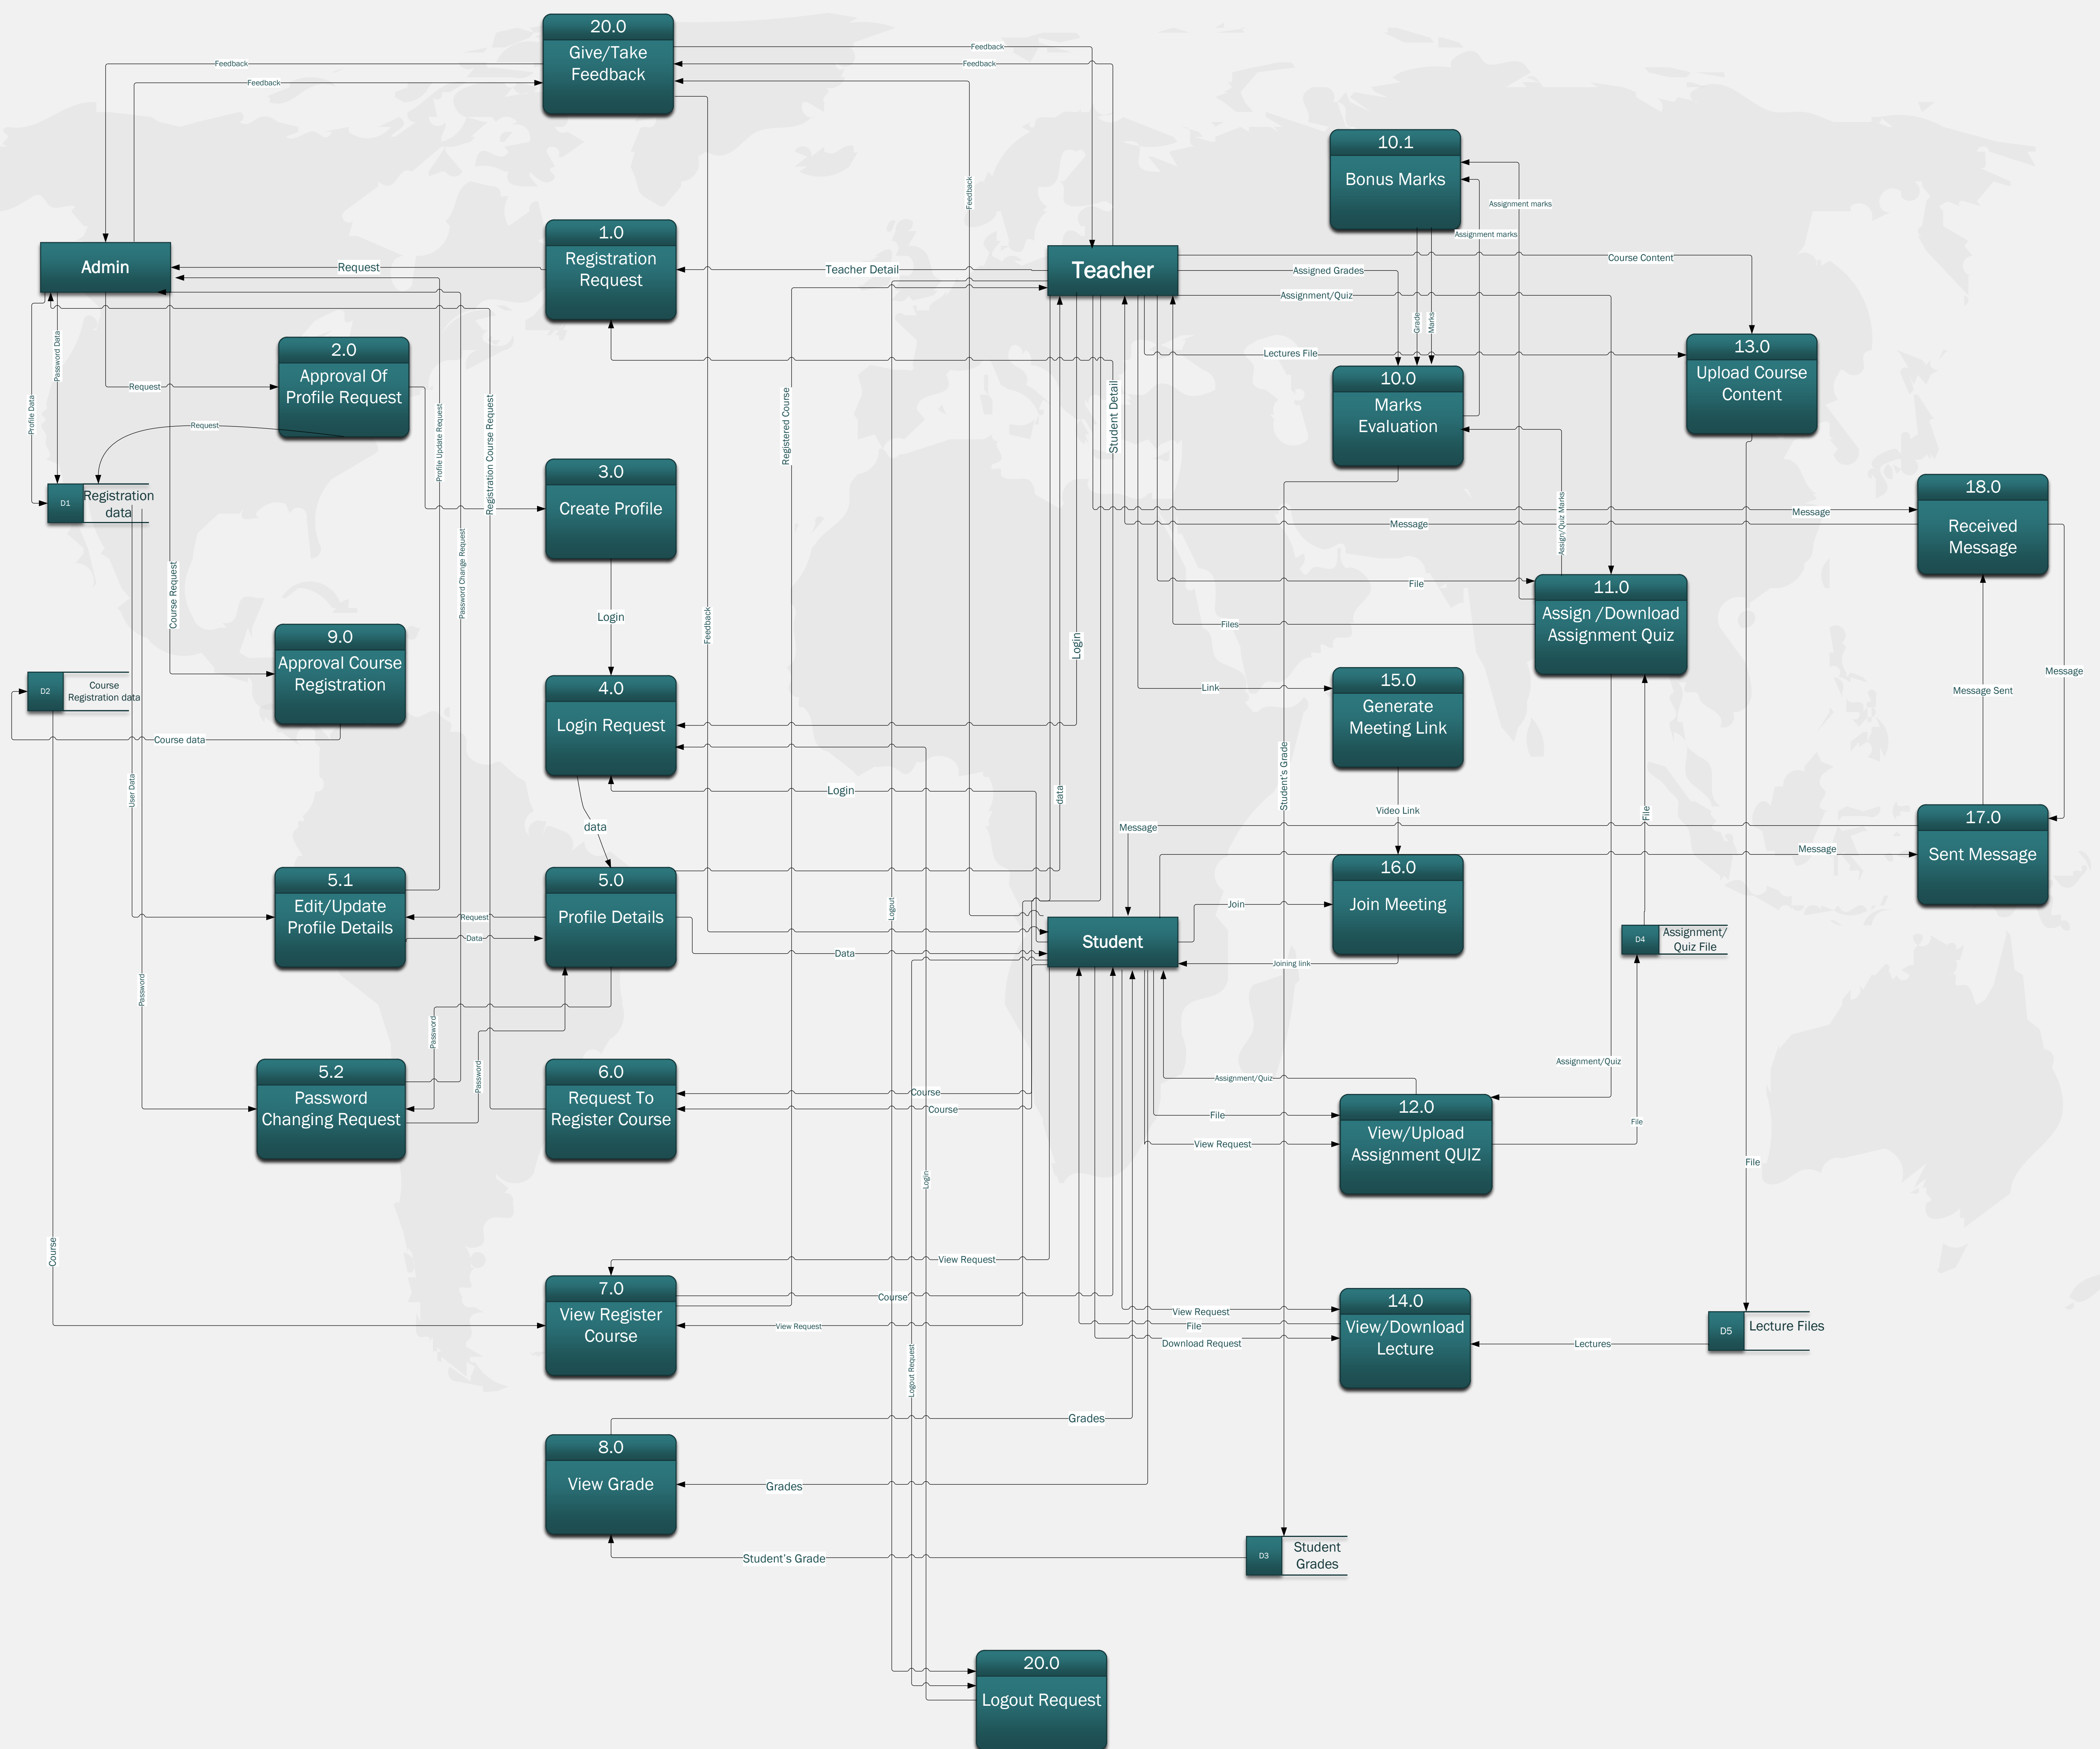 20.0
Give/Take
Feedback
Feedback
Feedback
Feedback
Feedback
Feedback
10.1
Bonus Marks
Assignment marks
Assignment marks
Admin
1.0
Registration
Request
Request
Teacher Detail
Teacher
Assigned Grades
Assignment/Quiz
Course Content
Grade
Marks
Lectures File
13.0
Upload Course
Content
2.0
Approval Of
Profile Request
Request
Request
Profile Data
Password Data
Profile Update Request
Registration Course Request
Registered Course
Student Detail
10.0
Marks
Evaluation
D1
Registration
data
3.0
Create Profile
Password Change Request
Course Request
Assign/Quiz Marks
Message
Message
18.0
Received
Message
File
Files
11.0
Assign /Download
Assignment Quiz
Login
Feedback
Login
9.0
Approval Course
Registration
D2
Course
Registration data
Course data
4.0
Login Request
Link
15.0
Generate
Meeting Link
Message Sent
Message
User Data
Login
data
data
Student's Grade
Video Link
File
Message
Message
17.0
Sent Message
5.1
Edit/Update
Profile Details
5.0
Profile Details
Request
Data
Data
Logout
Student
Join
16.0
Join Meeting
Joining link
D4
Assignment/
Quiz File
Password
Password
Password
5.2
Password
Changing Request
6.0
Request To
Register Course
Course
Course
Assignment/Quiz
Assignment/Quiz
12.0
View/Upload
Assignment QUIZ
File
View Request
File
File
Login
Course
View Request
7.0
View Register
Course
Course
View Request
View Request
File
Download Request
14.0
View/Download
Lecture
Lectures
D5
Lecture Files
Logout Request
Grades
8.0
View Grade
Grades
Student's Grade
D3
Student
Grades
20.0
Logout Request